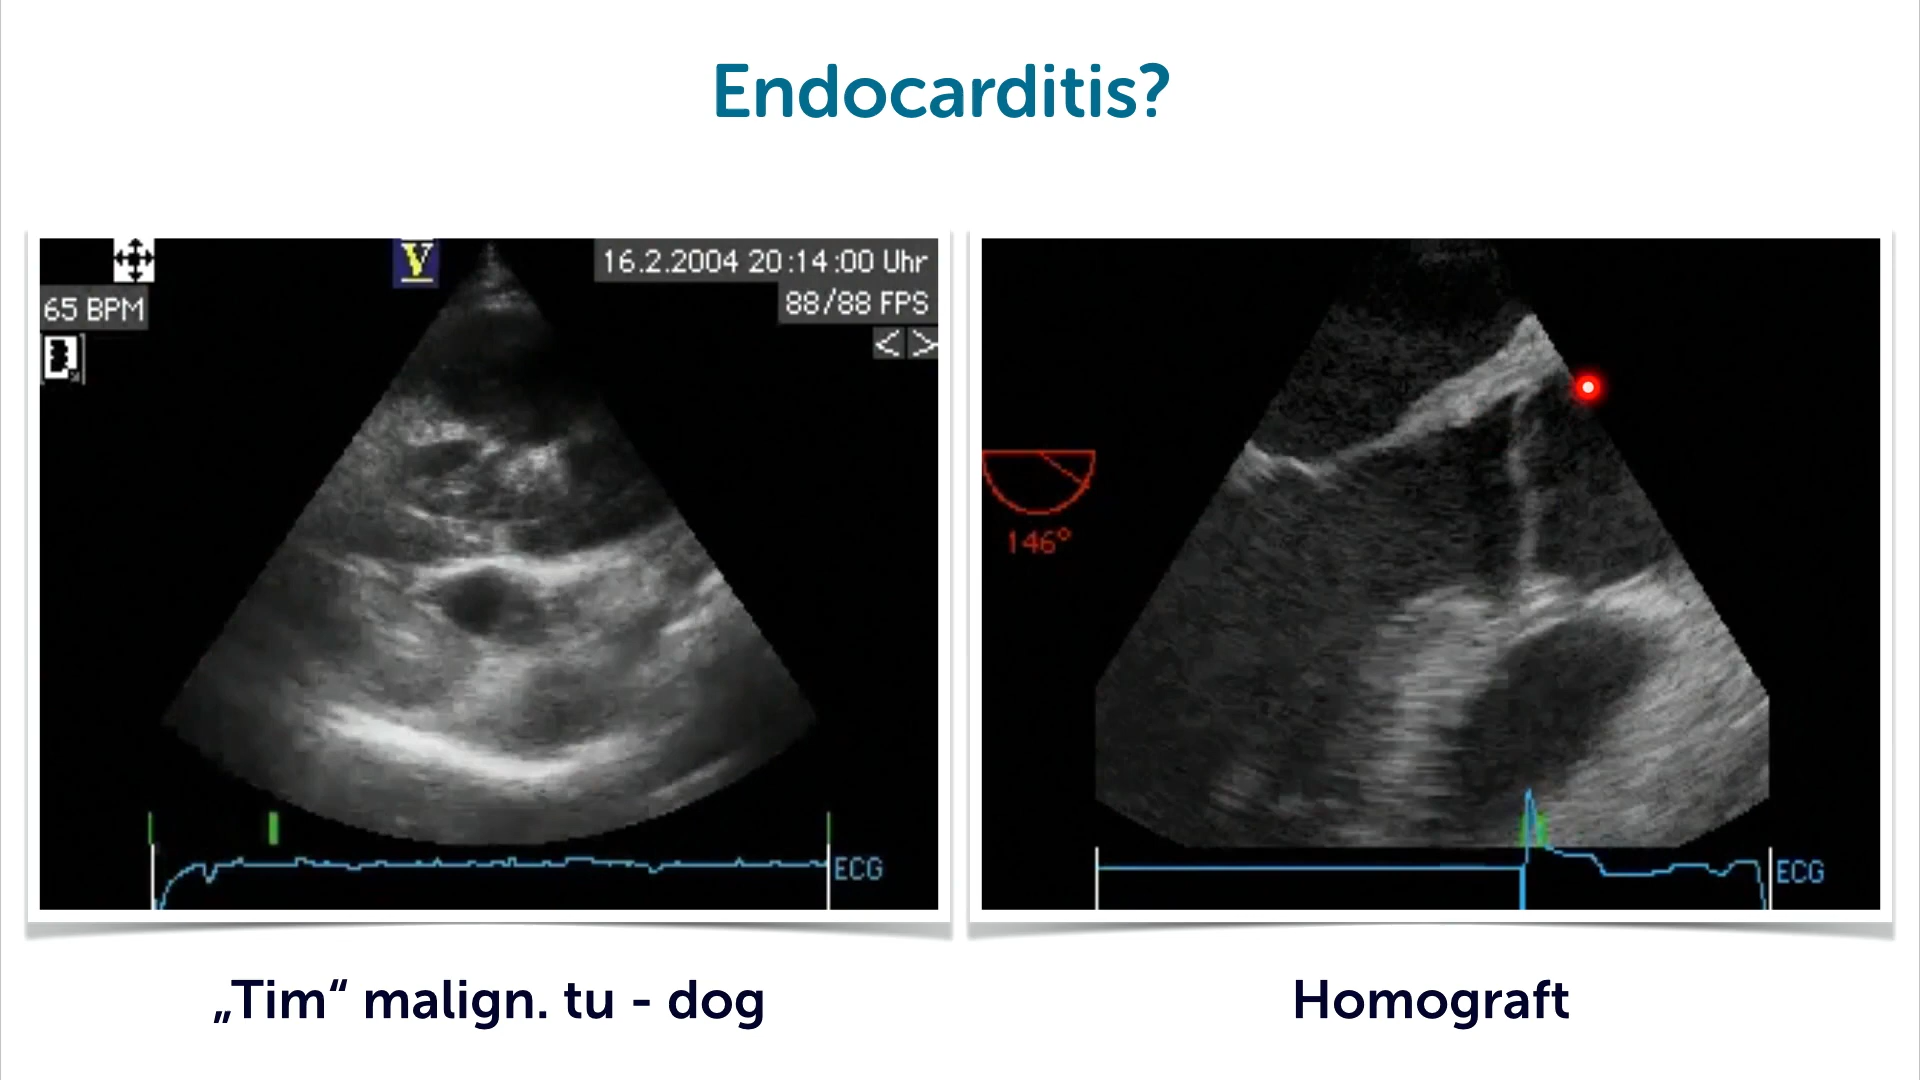 Endocarditis?
V
16.2.2004 20:14:00 Uhr
65 BPM
88/88 FPS
< >
146°
ECG
ECG
„Tim“ malign. tu - dog
Homograft